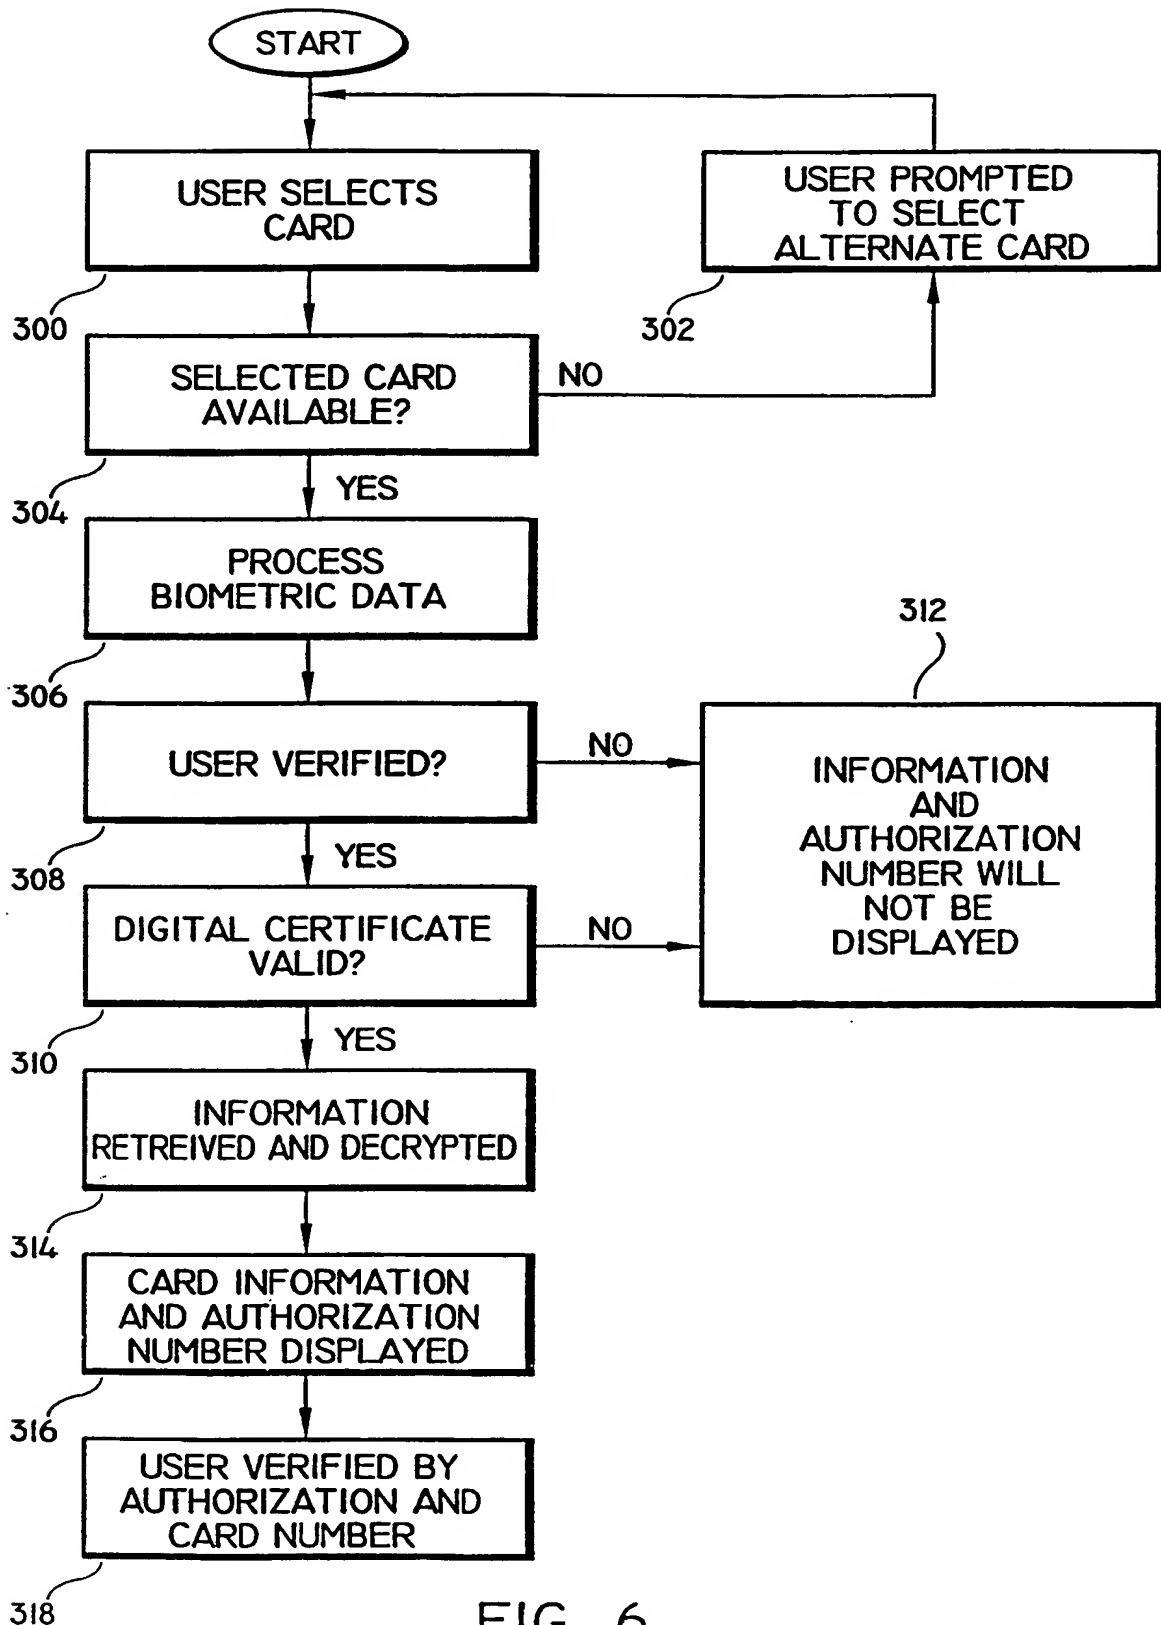 START
USER SELECTS
CARD
300
USER PROMPTED
TO SELECT
ALTERNATE CARD
302
SELECTED CARD
AVAILABLE?
NO
304
YES
PROCESS
BIOMETRIC DATA
306
312
USER VERIFIED?
NO
INFORMATION
AND
AUTHORIZATION
NUMBER WILL
NOT BE
DISPLAYED
308
YES
DIGITAL CERTIFICATE
VALID?
NO
310
YES
INFORMATION
RETREIVED AND DECRYPTED
314
CARD INFORMATION
AND AUTHORIZATION
NUMBER DISPLAYED
316
USER VERIFIED BY
AUTHORIZATION AND
CARD NUMBER
318
FIG. 6